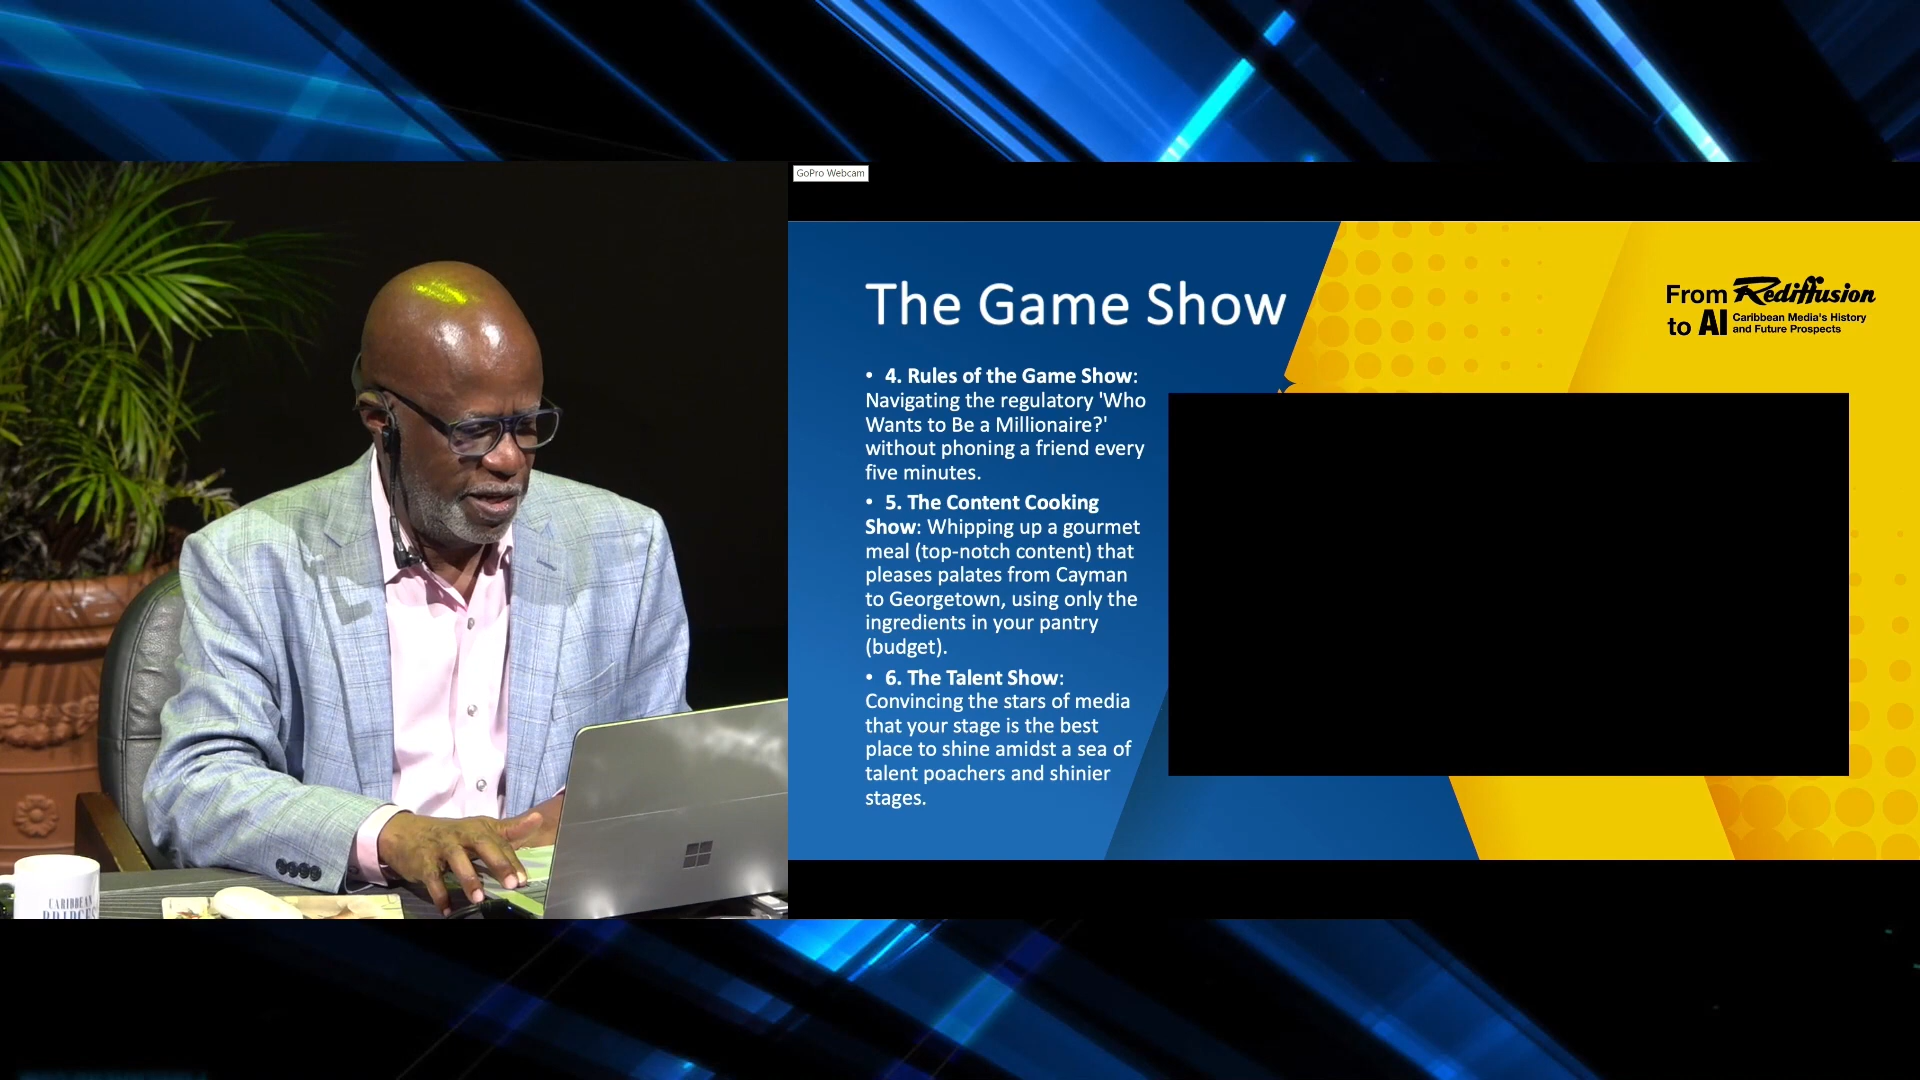 GoPro Webcam
The Game Show
From Rediffusion
to AI Caribbean Media's History
and Future Prospects
• 4. Rules of the Game Show:
Navigating the regulatory 'Who
Wants to Be a Millionaire?'
without phoning a friend every
five minutes.
• 5. The Content Cooking
Show: Whipping up a gourmet
meal (top-notch content) that
pleases palates from Cayman
to Georgetown, using only the
ingredients in your pantry
(budget).
• 6. The Talent Show:
Convincing the stars of media
that your stage is the best
place to shine amidst a sea of
talent poachers and shinier
stages.
CARIBBEAN
BRIDGES